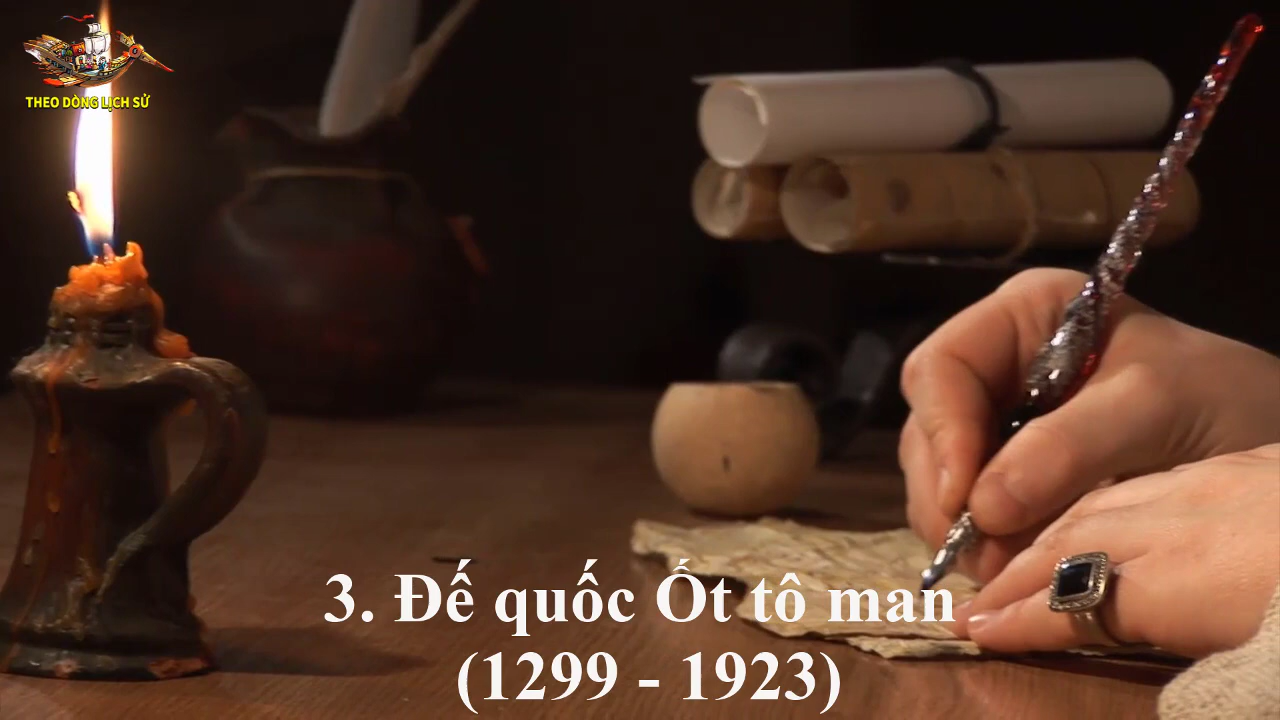 THEO DÒNG LỊCH SỬ
3. Đế quốc Ốt tô man
(1299 - 1923)